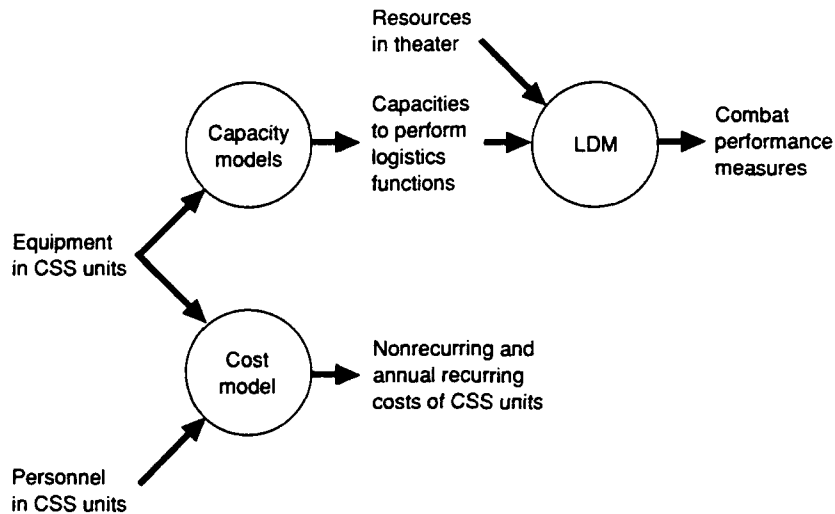 Resources
in theater
Capacity
models
Capacities
to perform
logistics
functions
LDM
Combat
performance
measures
Equipment
in CSS units
Cost
model
Nonrecurring and
annual recurring
costs of CSS units
Personnel
in CSS units